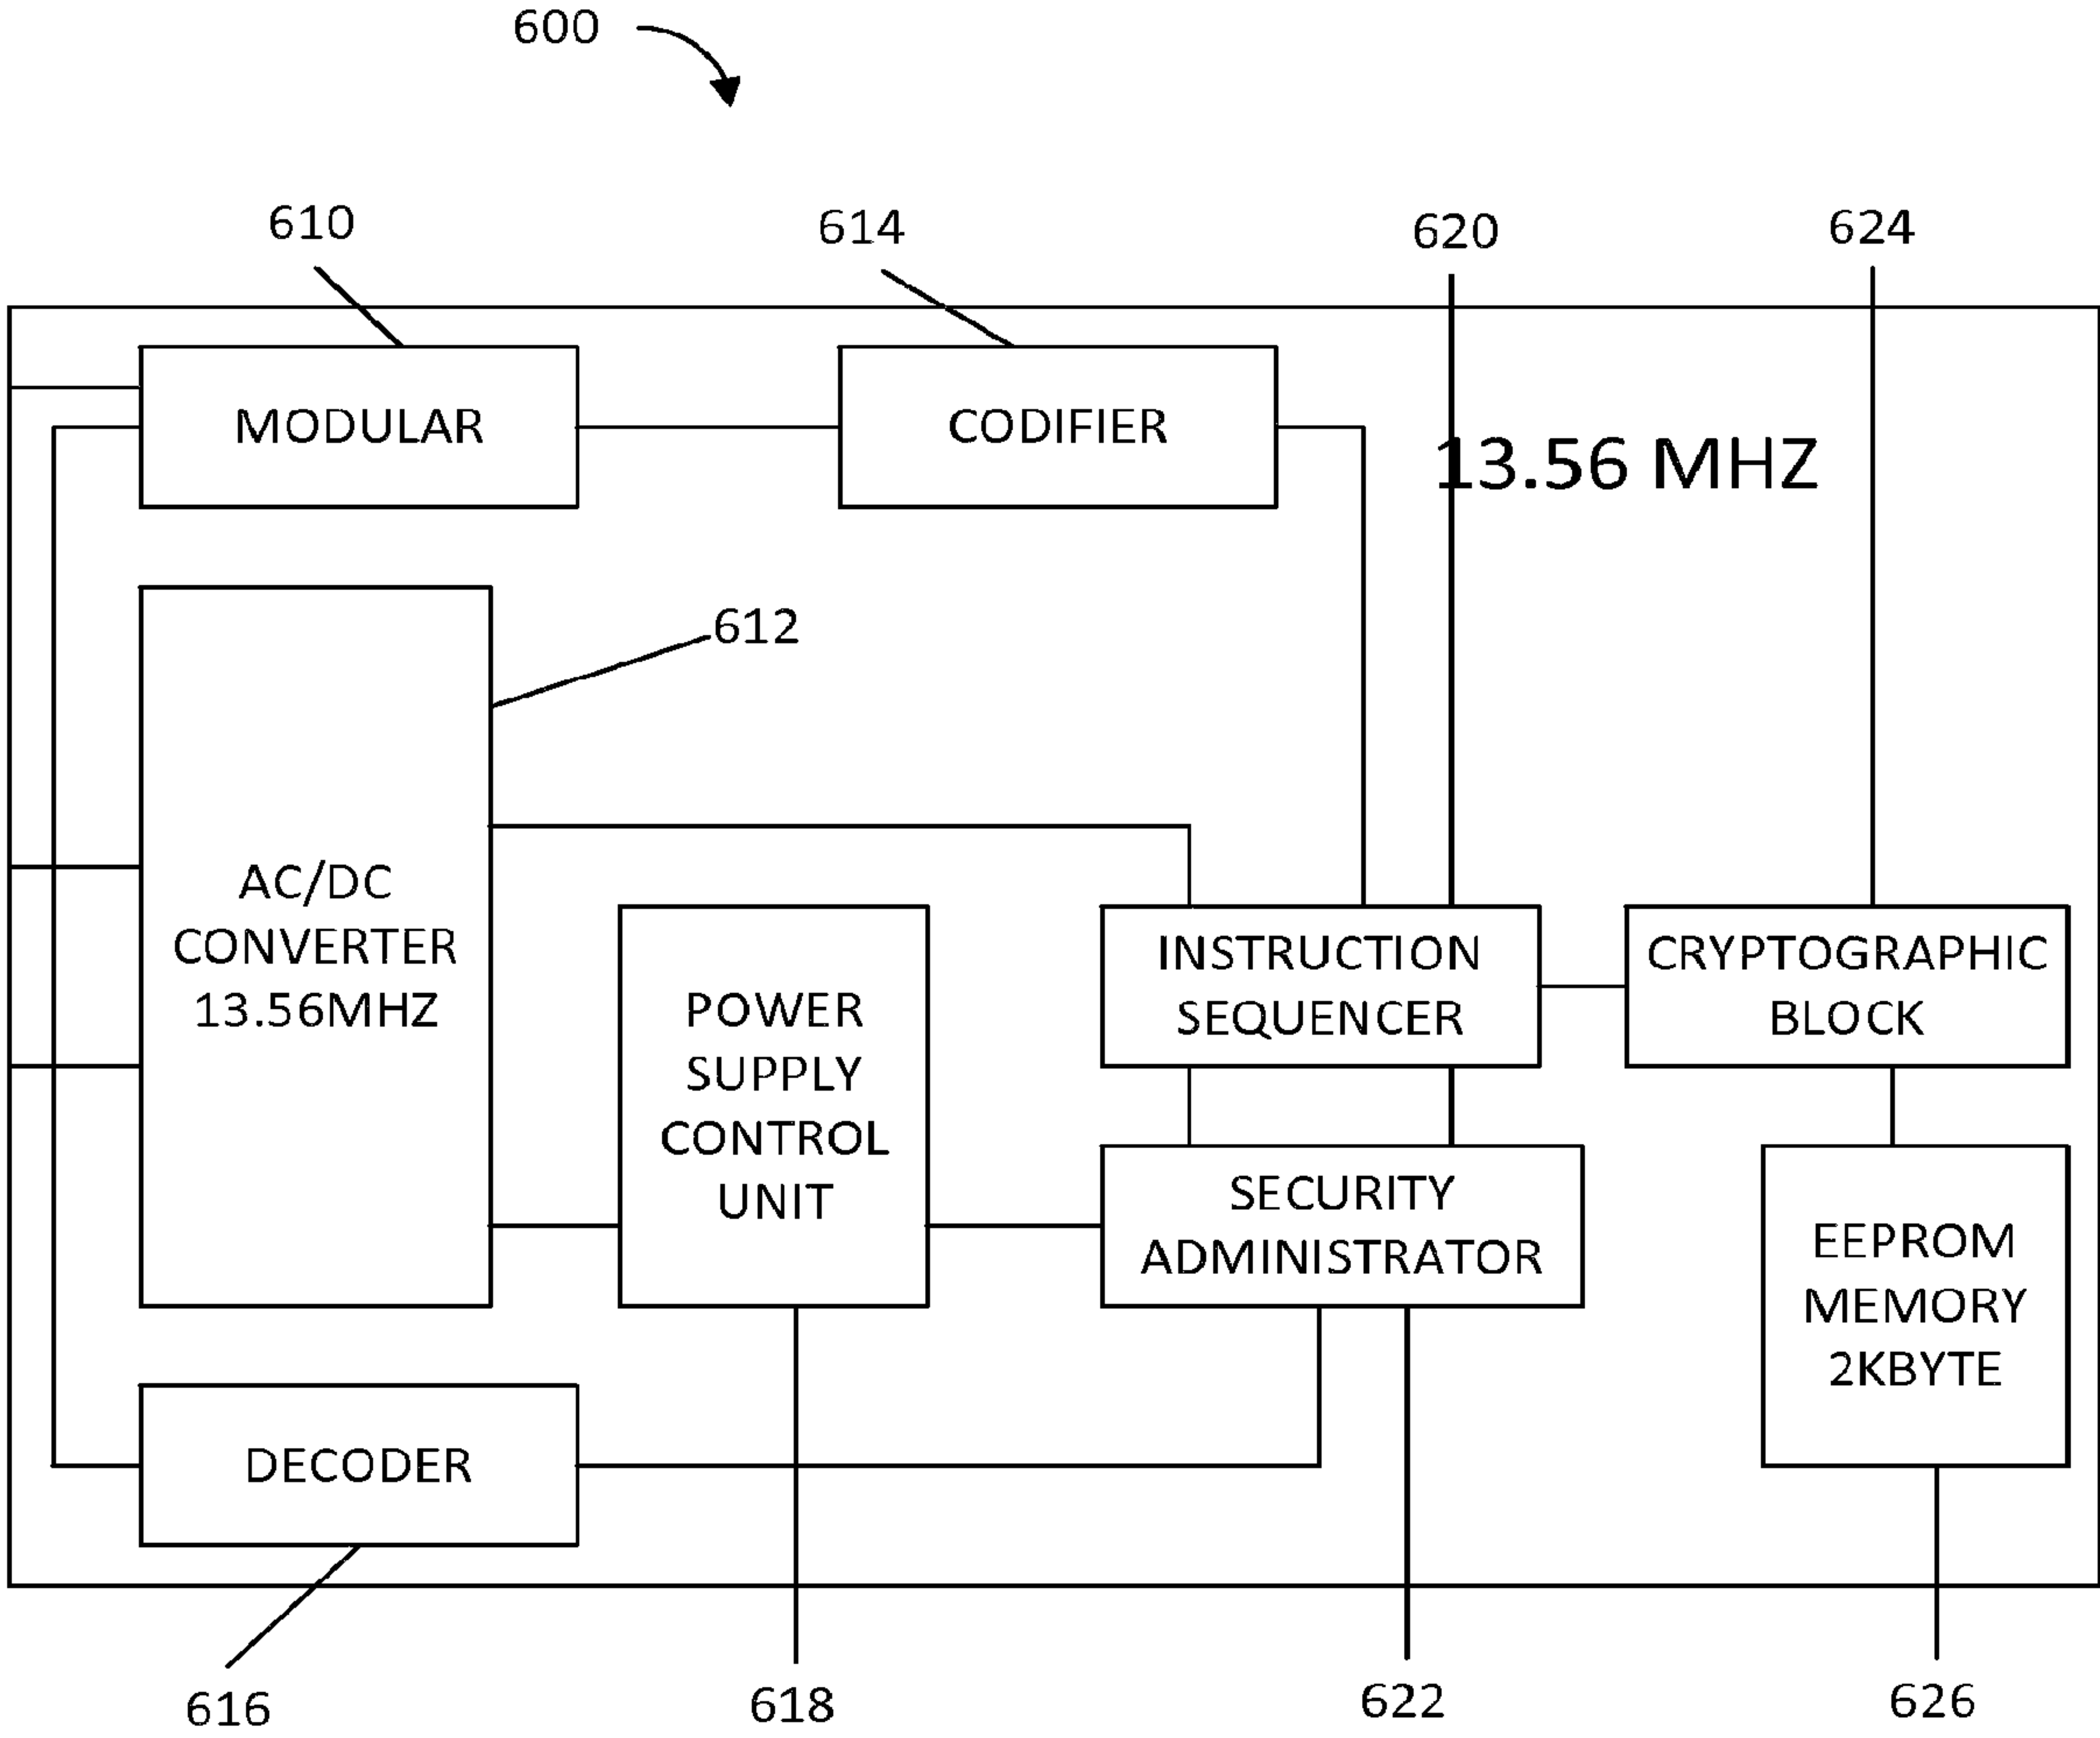 600
610
614
620
624
MODULAR
CODIFIER
13.56 MHZ
612
AC/DC
CONVERTER
13.56MHZ
POWER
SUPPLY
CONTROL
UNIT
INSTRUCTION
SEQUENCER
CRYPTOGRAPHIC
BLOCK
SECURITY
ADMINISTRATOR
EEPROM
MEMORY
2KBYTE
DECODER
616
618
622
626